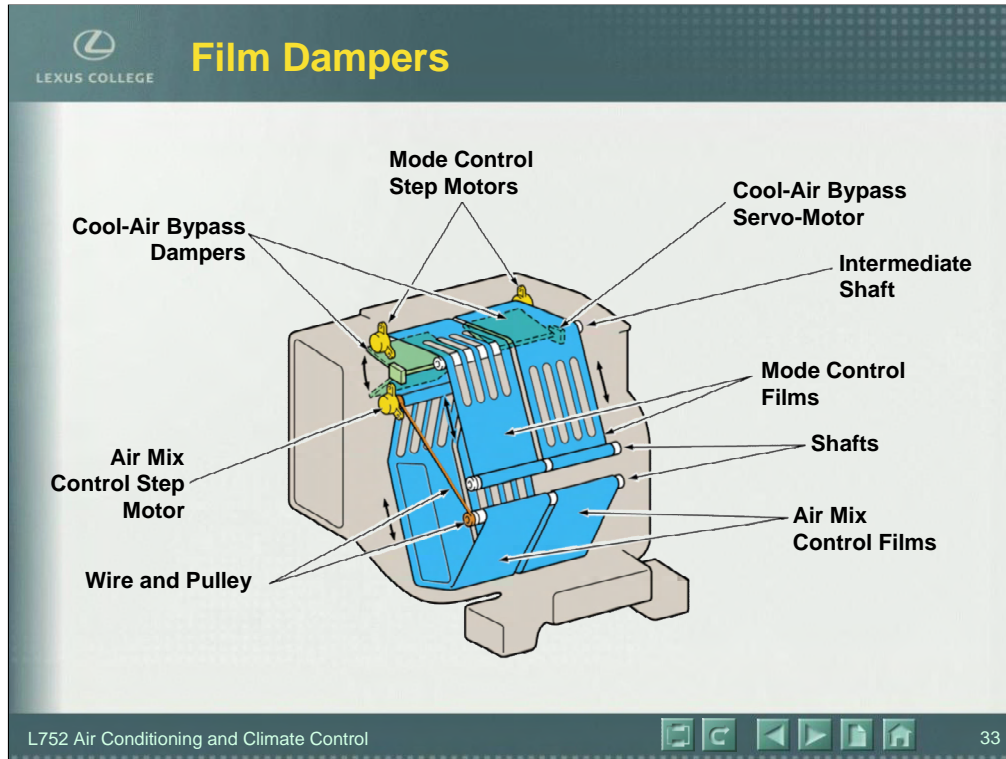 LEXUS COLLEGE
Film Dampers
Mode Control
Step Motors
Cool-Air Bypass
Servo-Motor
Cool-Air Bypass
Dampers
Intermediate
Shaft
Mode Control
Films
Shafts
Air Mix
Control Step
Motor
Air Mix
Control Films
Wire and Pulley
L752 Air Conditioning and Climate Control
33